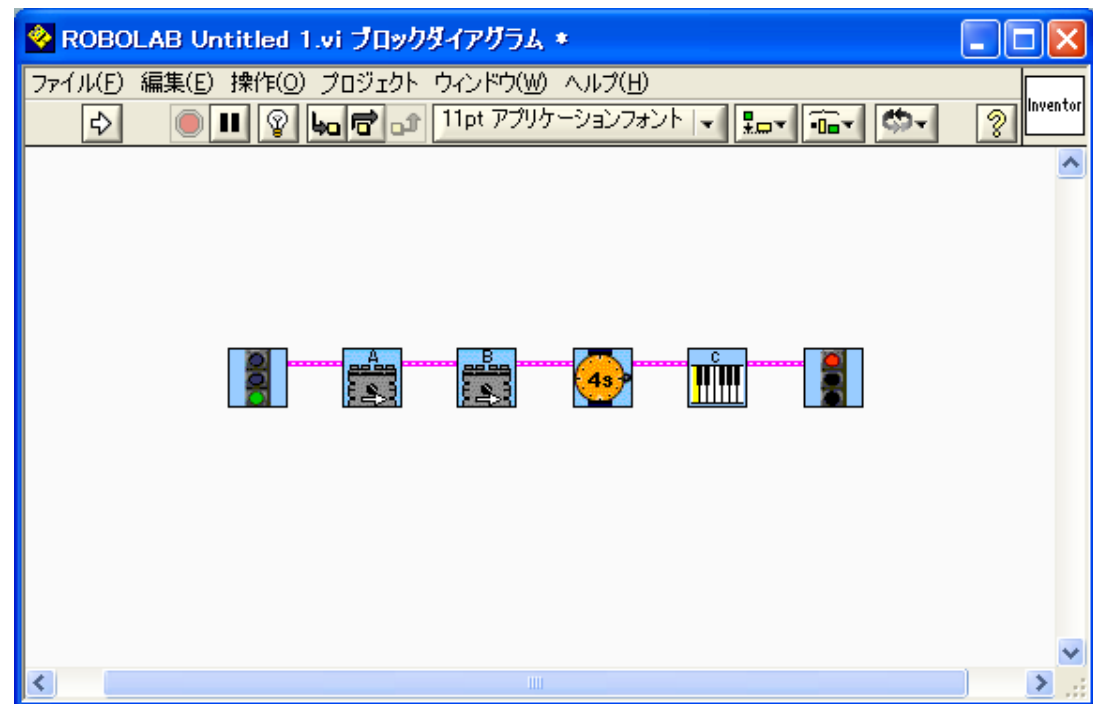 ROBOLAB Untitled 1.vi ブロックダイアグラム *
ファイル(F) 編集(E) 操作(O) プロジェクト ウィンドウ(W) ヘルプ(H)
11pt アプリケーションフォント
?
Inventor
A
B
4s
C